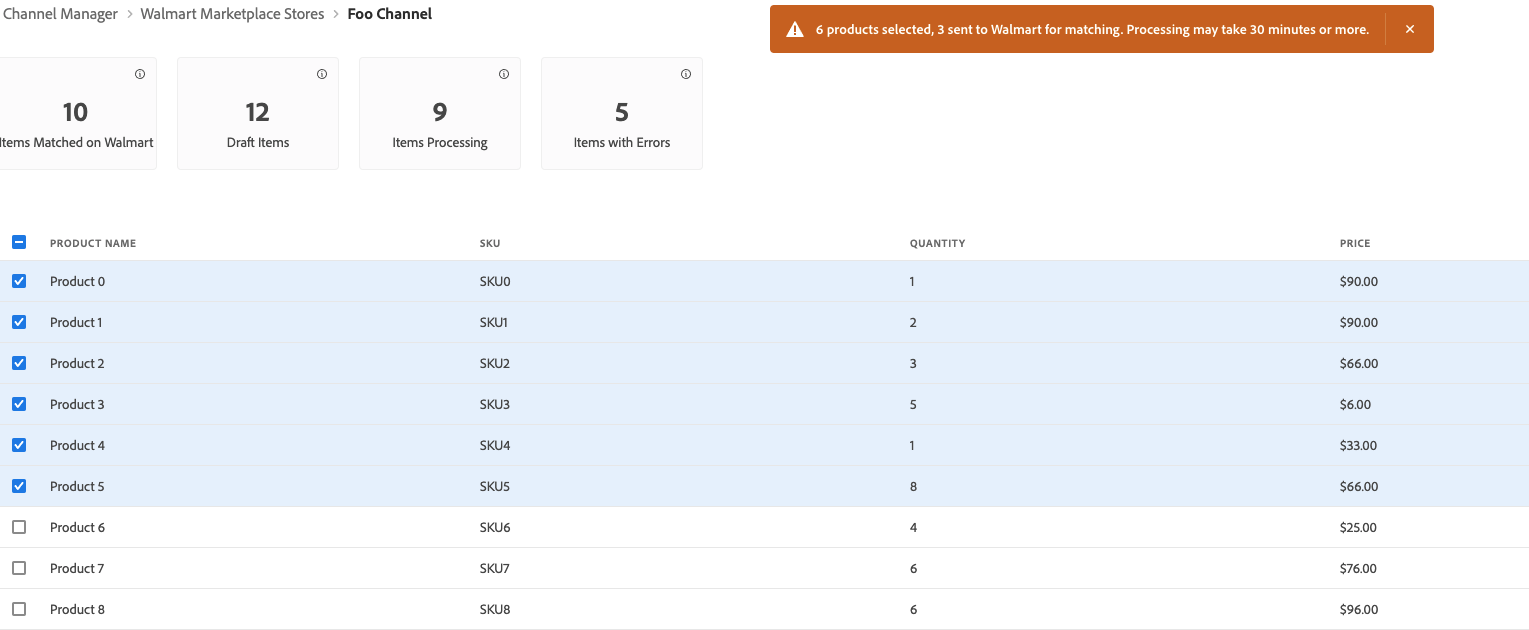 Channel Manager > Walmart Marketplace Stores > Foo Channel
6 products selected, 3 sent to Walmart for matching. Processing may take 30 minutes or more.
10
Items Matched on Walmart
12
Draft Items
9
Items Processing
5
Items with Errors
PRODUCT NAME SKU QUANTITY PRICE
Product 0 SKU0 1 $90.00
Product 1 SKU1 2 $90.00
Product 2 SKU2 3 $66.00
Product 3 SKU3 5 $6.00
Product 4 SKU4 1 $33.00
Product 5 SKU5 8 $66.00
Product 6 SKU6 4 $25.00
Product 7 SKU7 6 $76.00
Product 8 SKU8 6 $96.00